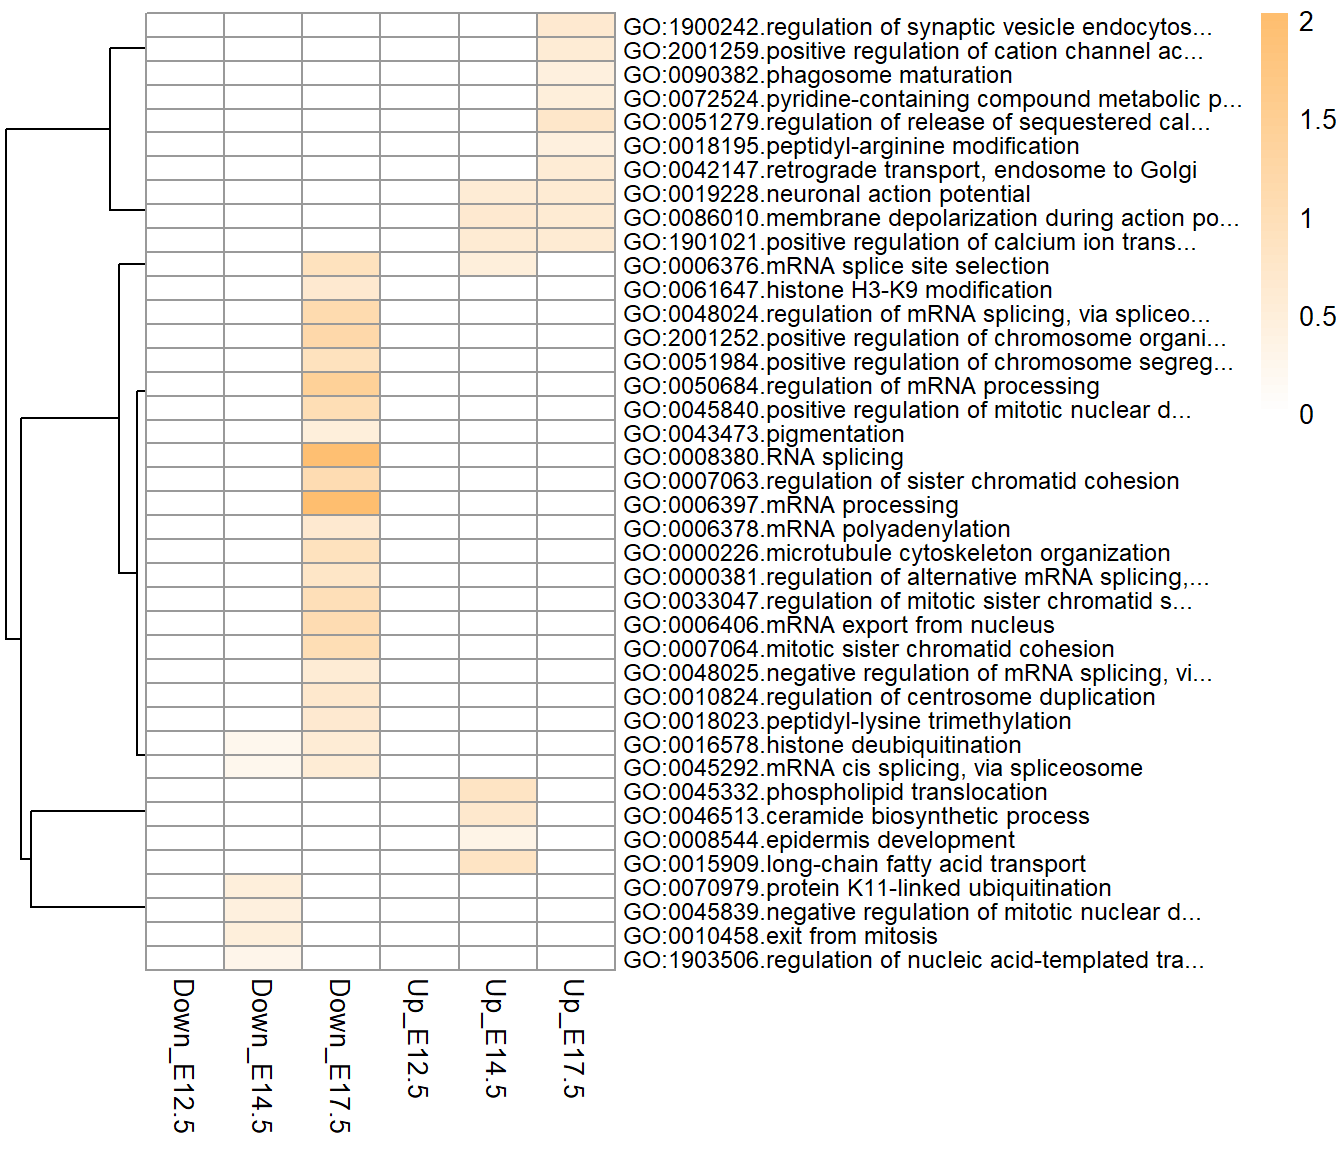 GO:1900242.regulation of synaptic vesicle endocytos...
GO:2001259.positive regulation of cation channel ac...
GO:0090382.phagosome maturation
GO:0072524.pyridine-containing compound metabolic p...
GO:0051279.regulation of release of sequestered cal...
GO:0018195.peptidyl-arginine modification
GO:0042147.retrograde transport, endosome to Golgi
GO:0019228.neuronal action potential
GO:0086010.membrane depolarization during action po...
GO:1901021.positive regulation of calcium ion trans...
GO:0006376.mRNA splice site selection
GO:0061647.histone H3-K9 modification
GO:0048024.regulation of mRNA splicing, via spliceo...
GO:2001252.positive regulation of chromosome organi...
GO:0051984.positive regulation of chromosome segreg...
GO:0050684.regulation of mRNA processing
GO:0045840.positive regulation of mitotic nuclear d...
GO:0043473.pigmentation
GO:0008380.RNA splicing
GO:0007063.regulation of sister chromatid cohesion
GO:0006397.mRNA processing
GO:0006378.mRNA polyadenylation
GO:0000226.microtubule cytoskeleton organization
GO:0000381.regulation of alternative mRNA splicing,...
GO:0033047.regulation of mitotic sister chromatid s...
GO:0006406.mRNA export from nucleus
GO:0007064.mitotic sister chromatid cohesion
GO:0048025.negative regulation of mRNA splicing, vi...
GO:0010824.regulation of centrosome duplication
GO:0018023.peptidyl-lysine trimethylation
GO:0016578.histone deubiquitination
GO:0045292.mRNA cis splicing, via spliceosome
GO:0045332.phospholipid translocation
GO:0046513.ceramide biosynthetic process
GO:0008544.epidermis development
GO:0015909.long-chain fatty acid transport
GO:0070979.protein K11-linked ubiquitination
GO:0045839.negative regulation of mitotic nuclear d...
GO:0010458.exit from mitosis
GO:1903506.regulation of nucleic acid-templated tra...
2
1.5
1
0.5
0
Down_E12.5
Down_E14.5
Down_E17.5
Up_E12.5
Up_E14.5
Up_E17.5